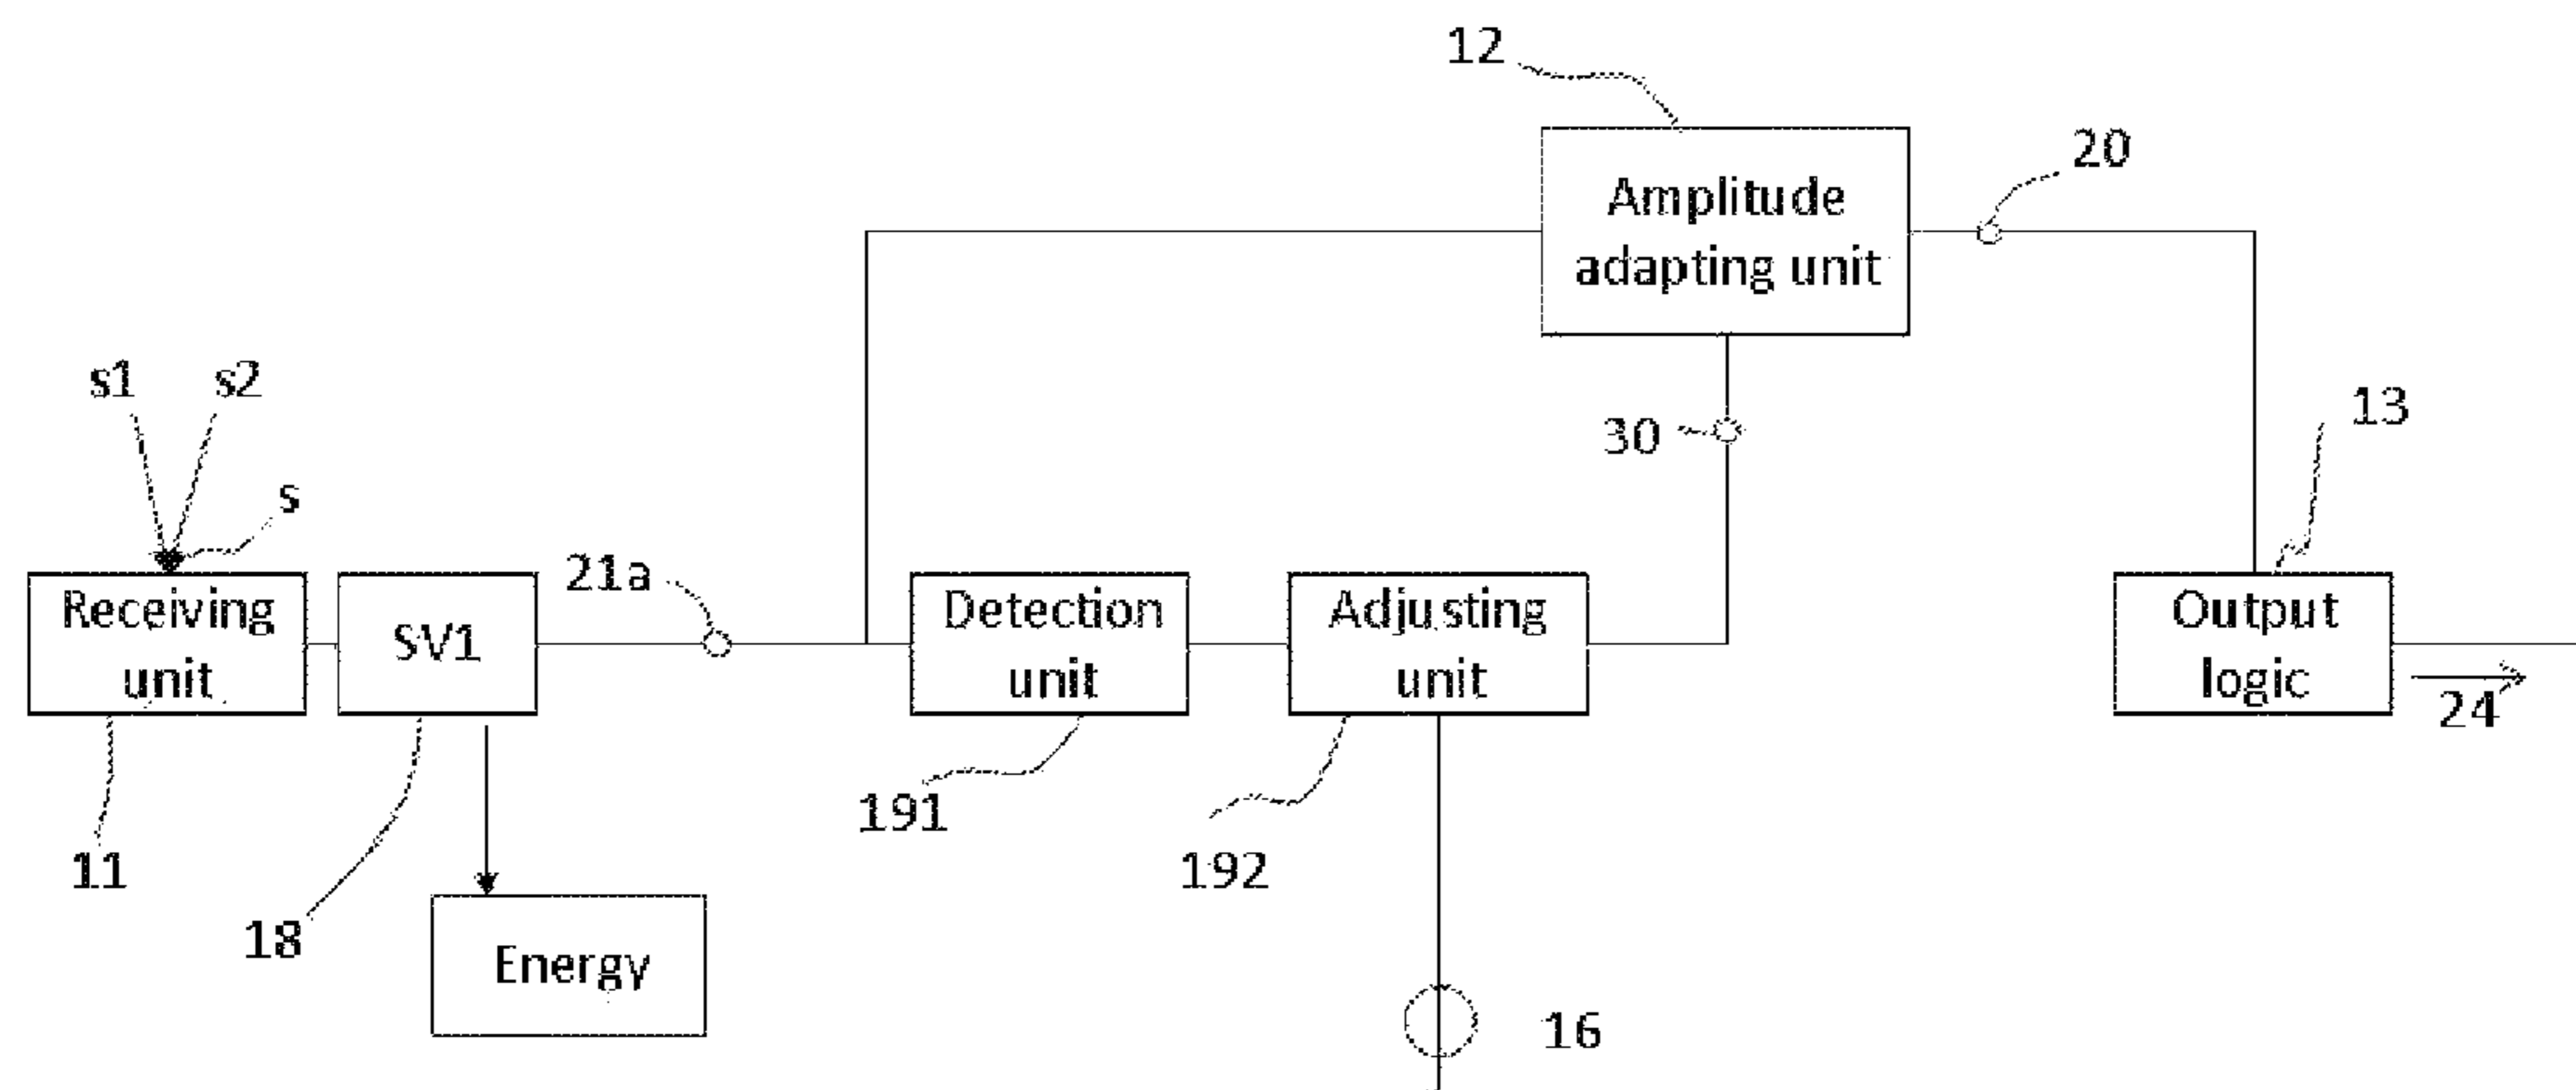 12
20
Amplitude
adapting unit
s1
s2
30
13
s
21a
Receiving
unit
SV1
Detection
unit
Adjusting
unit
Output
logic
24
191
11
192
18
Energy
16